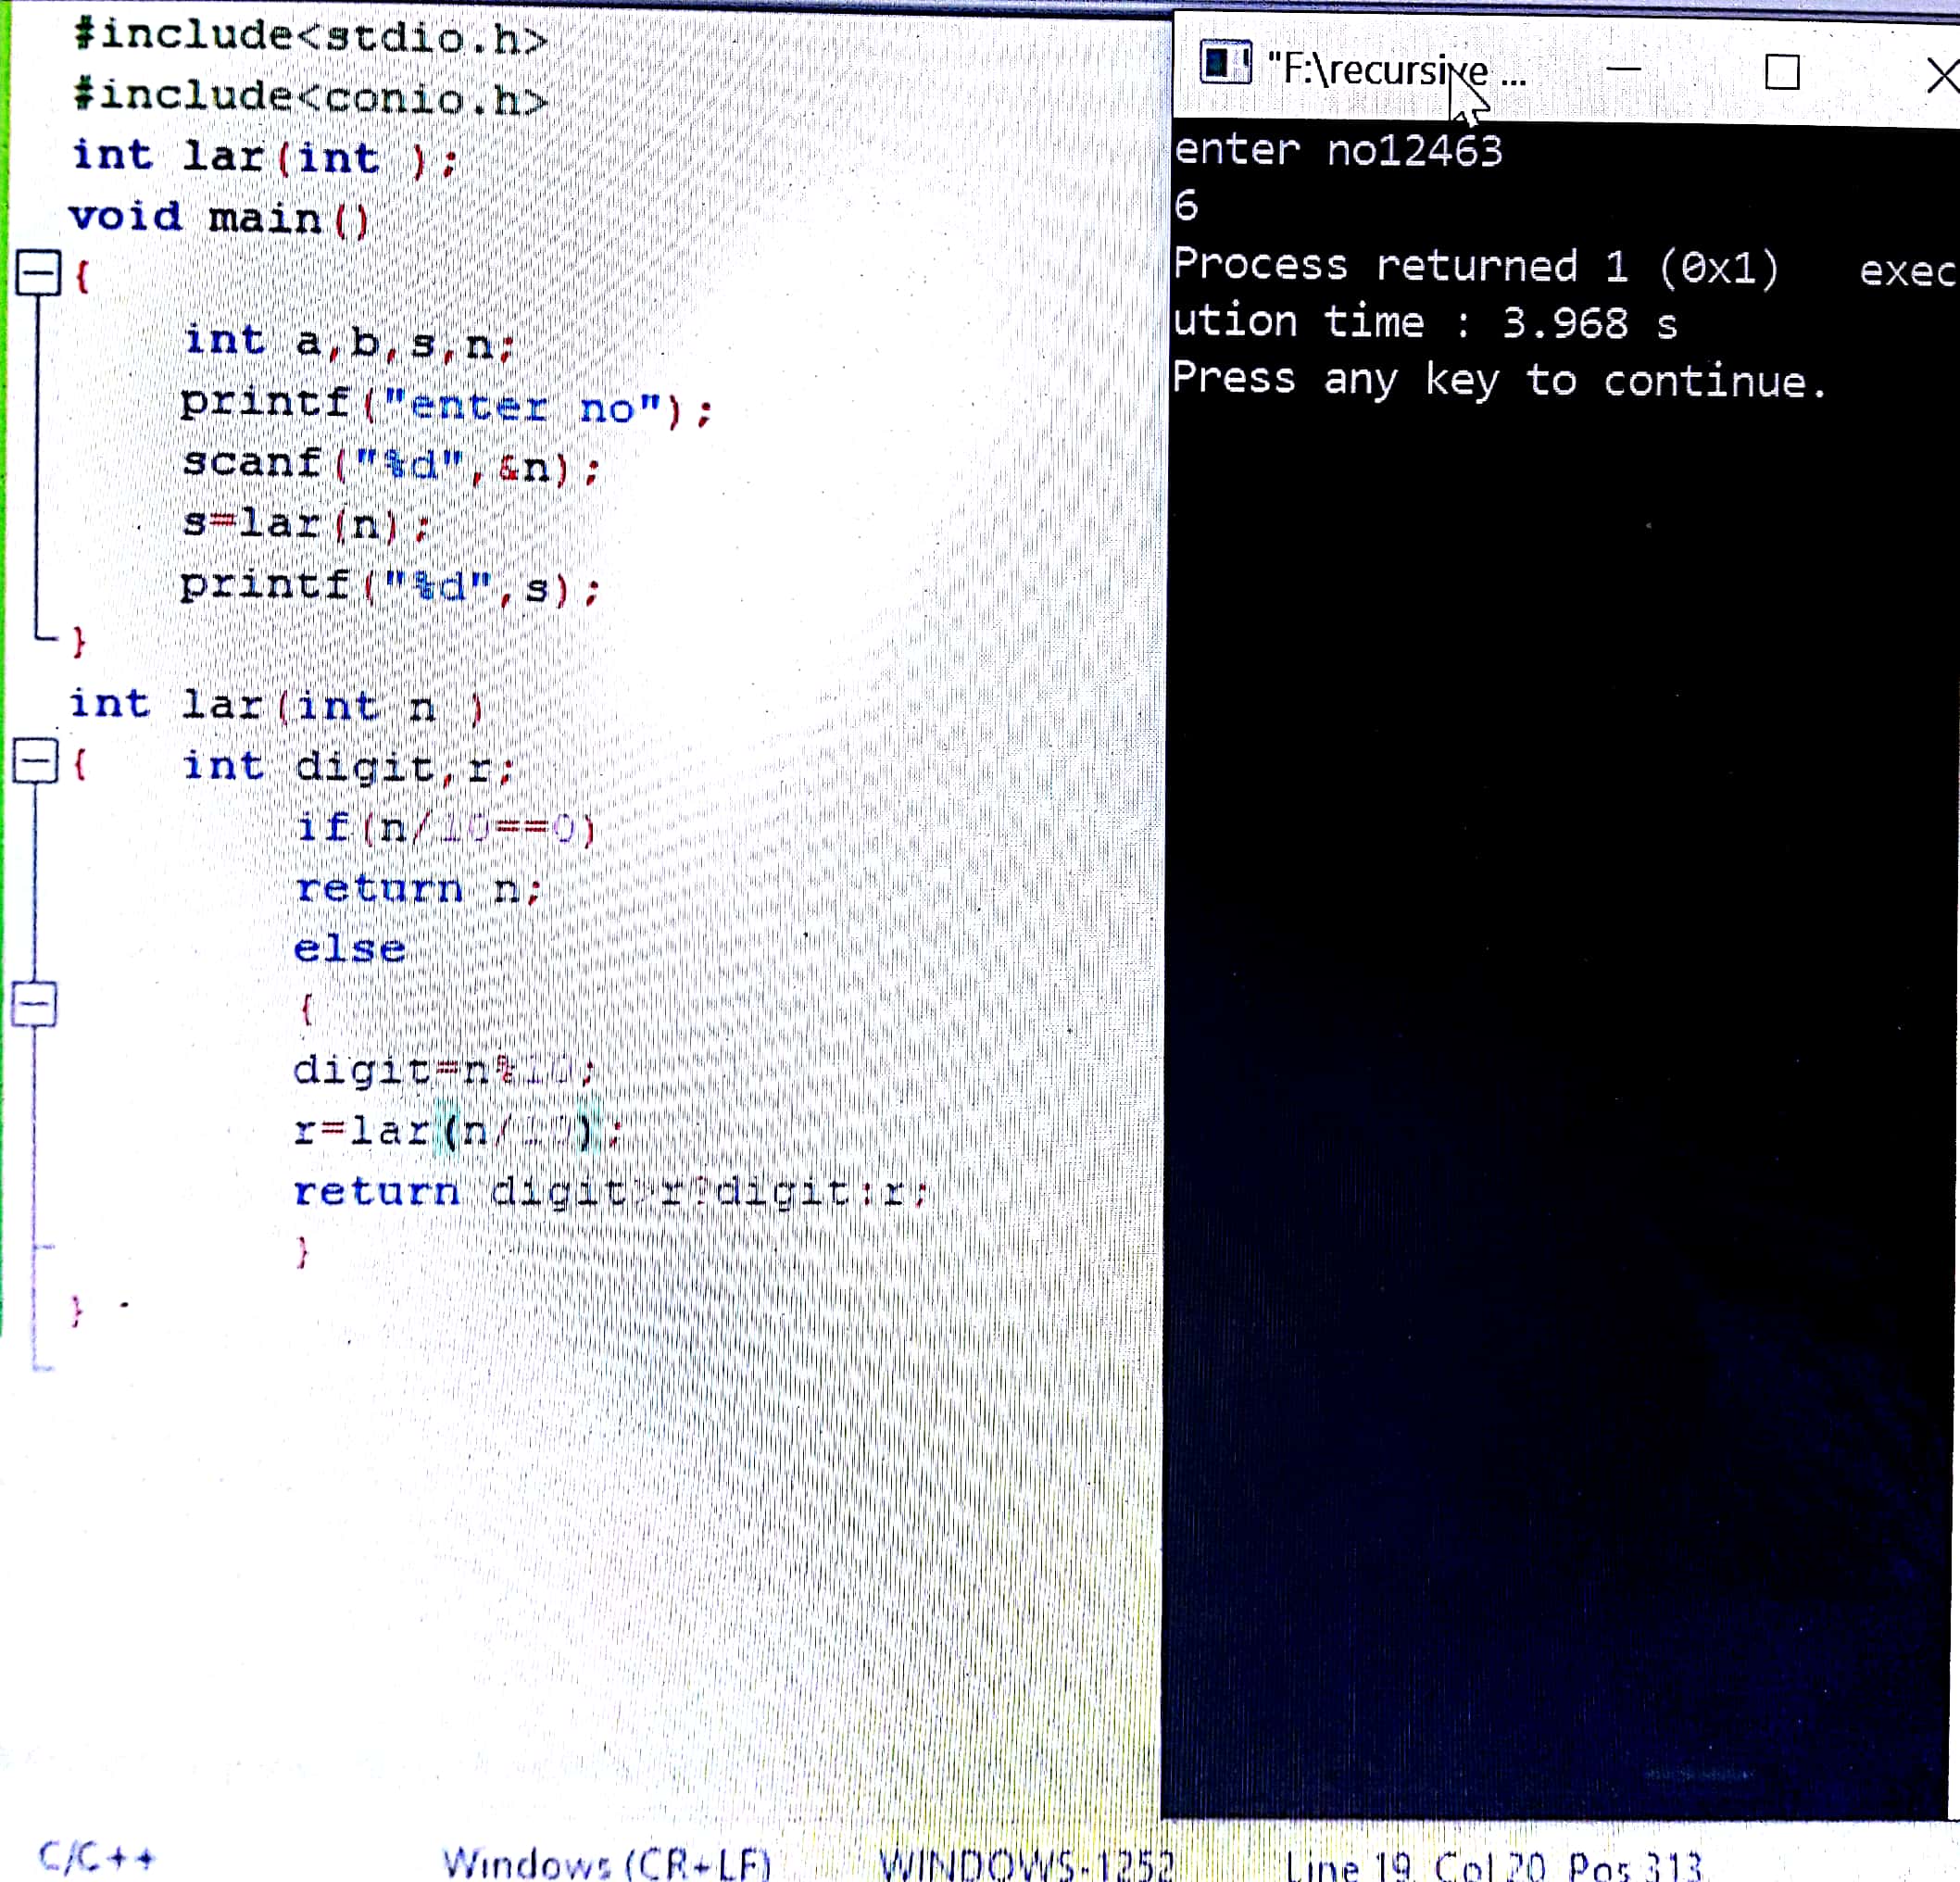 #include<stdio.h>
#include<conio.h>
int lar(int );
void main()
{
int a,b,s,n;
printf("enter no");
scanf("%d",&n);
s=lar(n);
printf("%d",s);
}
int lar(int n )
{ int digit,r;
if(n/10==0)
return n;
else
{
digit=n%10;
r=lar(n/10);
return digit>r?digit:r;
}
}
"F:\recursive ...
enter no12463
6
Process returned 1 (0x1) exec
ution time : 3.968 s
Press any key to continue.
C/C++ Windows (CR+LF) WINDOWS-1252 Line 19, Col 20, Pos 313